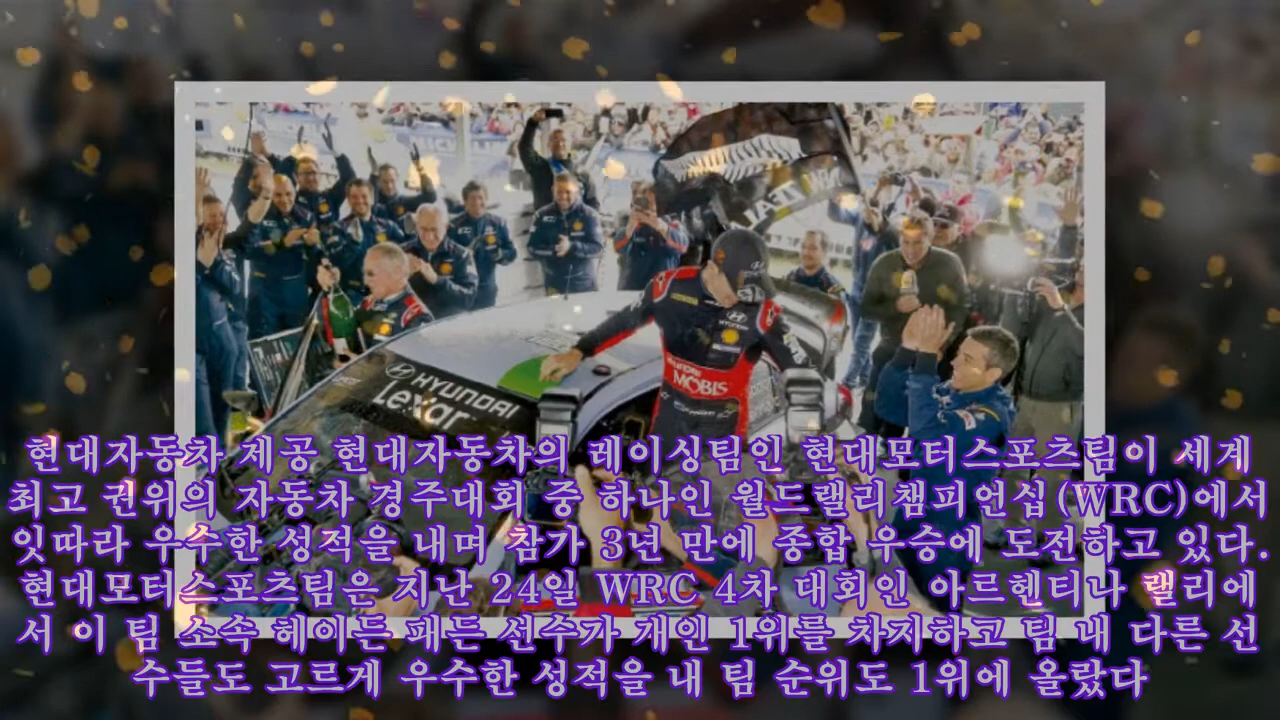 NEW
ZEAL
HYUNDAI
Lexar
HYUNDAI
MOBIS
현대자동차 제공 현대자동차의 레이싱팀인 현대모터스포츠팀이 세계
최고 권위의 자동차 경주대회 중 하나인 월드랠리챔피언십(WRC)에서
잇따라 우수한 성적을 내며 참가 3년 만에 종합 우승에 도전하고 있다.
현대모터스포츠팀은 지난 24일 WRC 4차 대회인 아르헨티나 랠리에
서 이 팀 소속 헤이든 패든 선수가 개인 1위를 차지하고 팀 내 다른 선
수들도 고르게 우수한 성적을 내 팀 순위도 1위에 올랐다